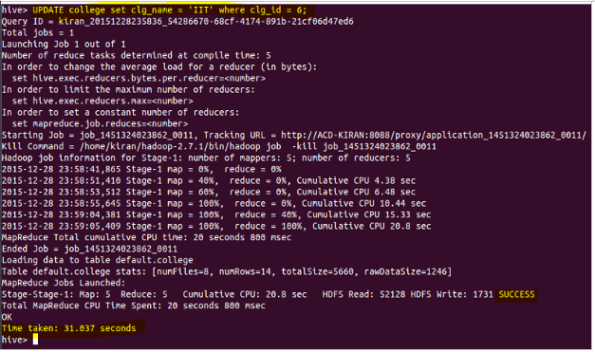 hive> UPDATE college set clg_name = 'IIT' where clg_id = 6;
Query ID = kiran_20151228235836_54286670-68cf-4174-891b-21cf06d47ed6
Total jobs = 1
Launching Job 1 out of 1
Number of reduce tasks determined at compile time: 5
In order to change the average load for a reducer (in bytes):
set hive.exec.reducers.bytes.per.reducer=<number>
In order to limit the maximum number of reducers:
set hive.exec.reducers.max=<number>
In order to set a constant number of reducers:
set mapreduce.job.reduces=<number>
Starting Job = job_1451324023862_0011, Tracking URL = http://ACD-KIRAN:8088/proxy/application_1451324023862_0011/
Kill Command = /home/kiran/hadoop-2.7.1/bin/hadoop job  -kill job_1451324023862_0011
Hadoop job information for Stage-1: number of mappers: 5; number of reducers: 5
2015-12-28 23:58:41,865 Stage-1 map = 0%,  reduce = 0%
2015-12-28 23:58:51,410 Stage-1 map = 40%,  reduce = 0%, Cumulative CPU 4.38 sec
2015-12-28 23:58:53,512 Stage-1 map = 60%,  reduce = 0%, Cumulative CPU 6.48 sec
2015-12-28 23:58:55,645 Stage-1 map = 100%,  reduce = 0%, Cumulative CPU 10.44 sec
2015-12-28 23:59:04,381 Stage-1 map = 100%,  reduce = 40%, Cumulative CPU 15.33 sec
2015-12-28 23:59:05,409 Stage-1 map = 100%,  reduce = 100%, Cumulative CPU 20.8 sec
MapReduce Total cumulative CPU time: 20 seconds 800 msec
Ended Job = job_1451324023862_0011
Loading data to table default.college
Table default.college stats: [numFiles=8, numRows=14, totalSize=5660, rawDataSize=1246]
MapReduce Jobs Launched:
Stage-Stage-1: Map: 5  Reduce: 5   Cumulative CPU: 20.8 sec   HDFS Read: 52128 HDFS Write: 1731 SUCCESS
Total MapReduce CPU Time Spent: 20 seconds 800 msec
OK
Time taken: 31.037 seconds
hive>